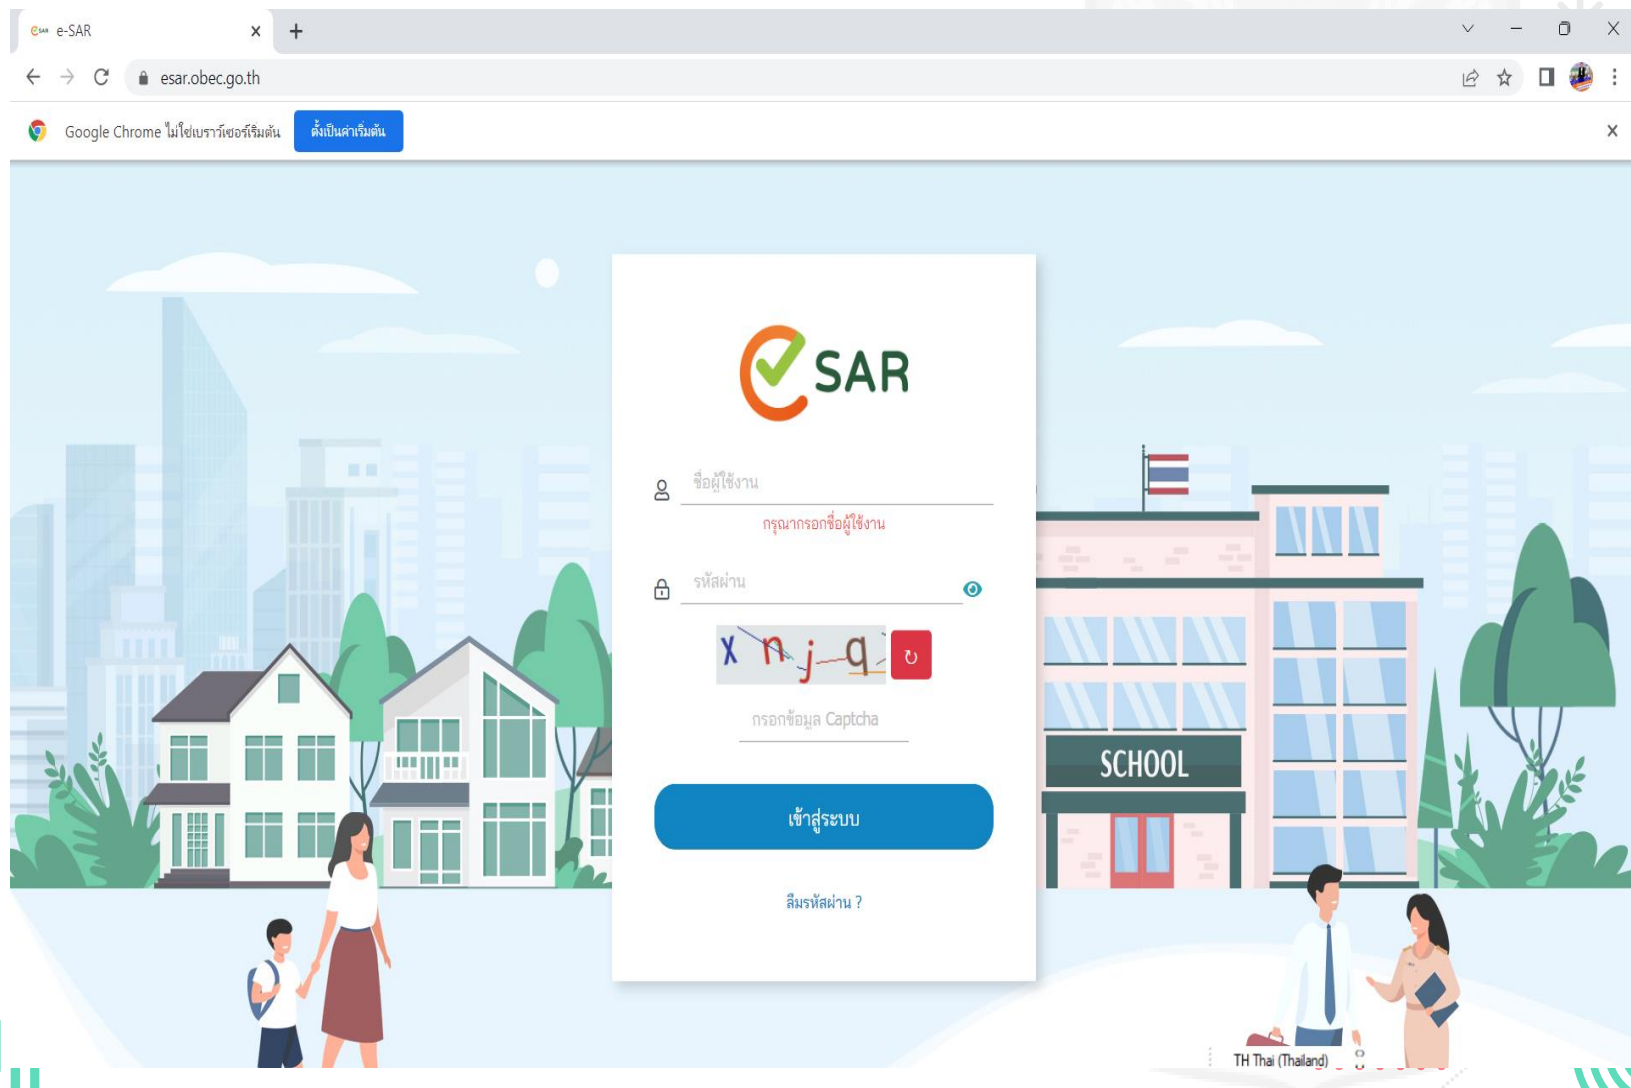 e-SAR
esar.obec.go.th
Google Chrome ไม่ใช่เบราว์เซอร์เริ่มต้น ตั้งเป็นค่าเริ่มต้น
SAR
ชื่อผู้ใช้งาน
กรุณากรอกชื่อผู้ใช้งาน
รหัสผ่าน
x n j q
กรอกข้อมูล Captcha
SCHOOL
เข้าสู่ระบบ
ลืมรหัสผ่าน ?
TH Thai (Thailand)